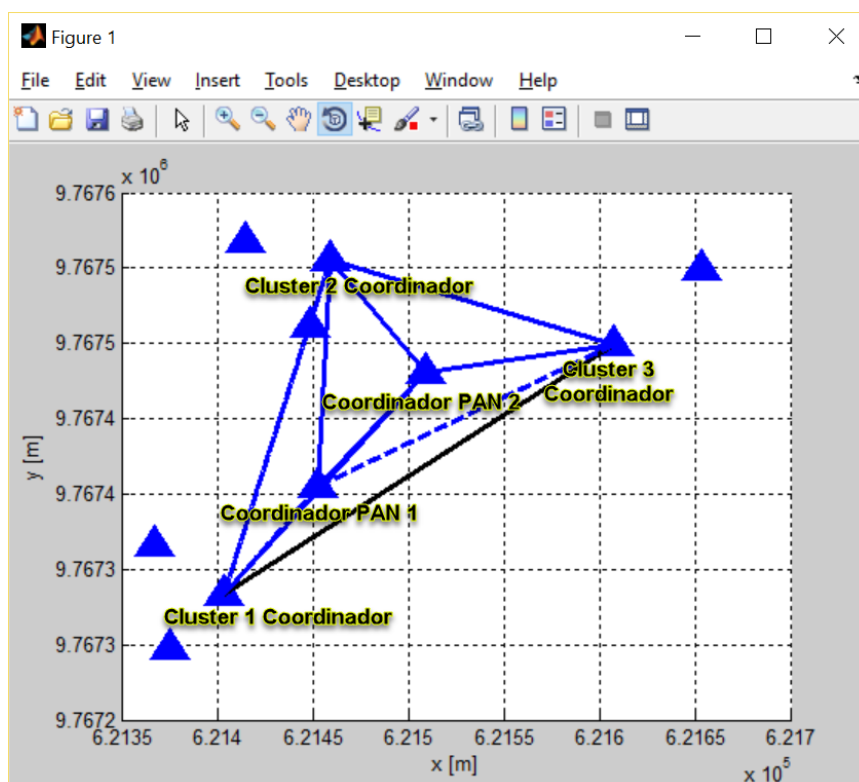 Figure 1
File Edit View Insert Tools Desktop Window Help
x 10^6
9.7676
9.7675
9.7675
9.7674
9.7674
9.7673
9.7673
9.7672
y [m]
Cluster 2 Coordinador
Cluster 3
Coordinador
Coordinador PAN 2
Coordinador PAN 1
Cluster 1 Coordinador
6.2135 6.214 6.2145 6.215 6.2155 6.216 6.2165 6.217
x [m]
x 10^5